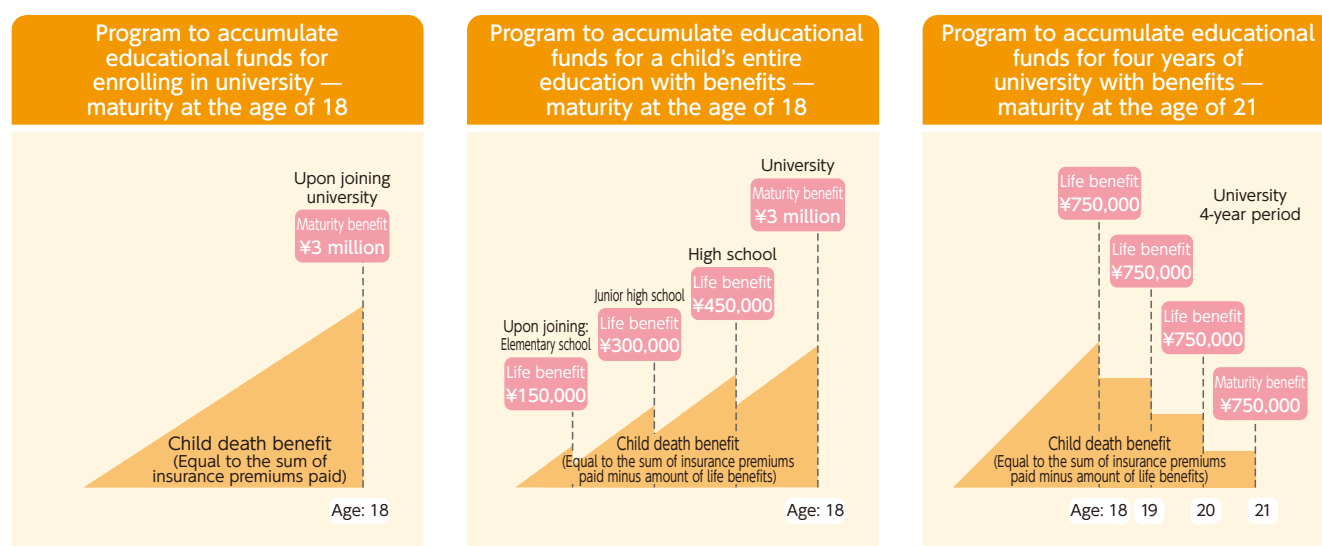 Program to accumulate
educational funds for
enrolling in university —
maturity at the age of 18
Upon joining
university
Maturity benefit
¥3 million
Child death benefit
(Equal to the sum of
insurance premiums paid)
Age: 18
Program to accumulate educational
funds for a child's entire
education with benefits —
maturity at the age of 18
University
Maturity benefit
¥3 million
High school
Life benefit
¥450,000
Junior high school
Life benefit
¥300,000
Upon joining:
Elementary school
Life benefit
¥150,000
Child death benefit
(Equal to the sum of insurance premiums
paid minus amount of life benefits)
Age: 18
Program to accumulate educational
funds for four years of
university with benefits —
maturity at the age of 21
Life benefit
¥750,000
University
4-year period
Life benefit
¥750,000
Life benefit
¥750,000
Maturity benefit
¥750,000
Child death benefit
(Equal to the sum of insurance premiums
paid minus amount of life benefits)
Age: 18 19 20 21